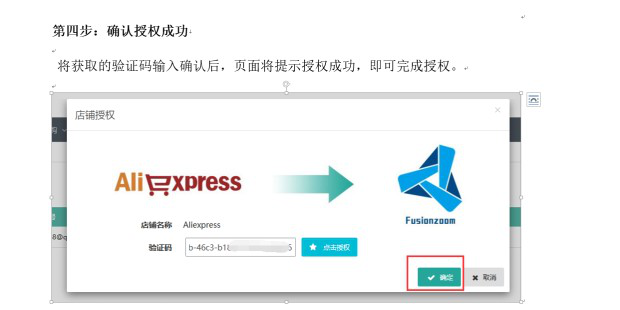 第四步：确认授权成功
将获取的验证码输入确认后，页面将提示授权成功，即可完成授权。
店铺授权
×
AliExpress
Fusionzoom
店铺名称 Aliexpress
验证码 b-46c3-b18 5 ★ 点击授权
✔ 确定 ✖ 取消
8@q